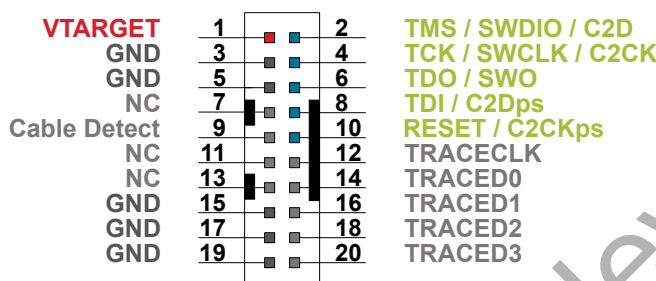 VTARGET 1 2 TMS / SWDIO / C2D
GND 3 4 TCK / SWCLK / C2CK
GND 5 6 TDO / SWO
NC 7 8 TDI / C2Dps
Cable Detect 9 10 RESET / C2CKps
NC 11 12 TRACECLK
NC 13 14 TRACED0
GND 15 16 TRACED1
GND 17 18 TRACED2
GND 19 20 TRACED3